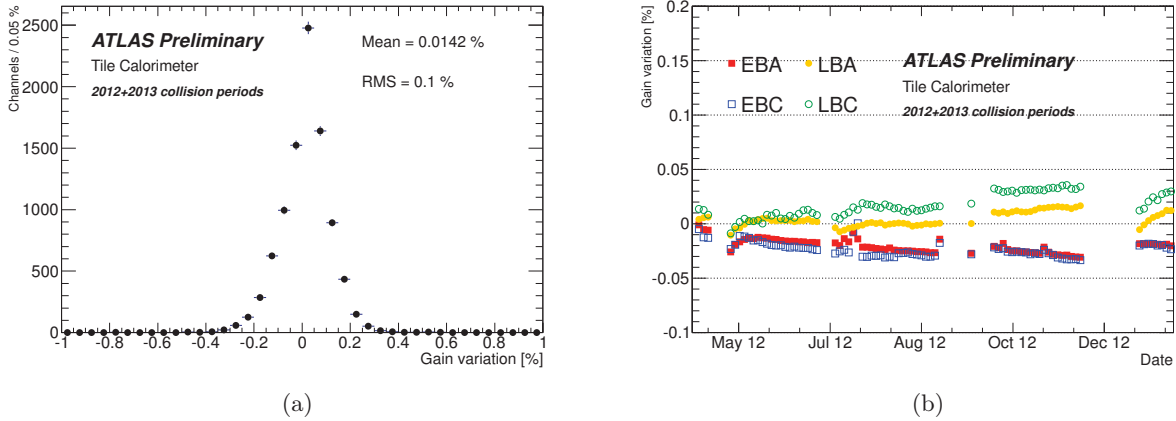 Channels / 0.05 %
2500
2000
1500
1000
500
0
ATLAS Preliminary
Tile Calorimeter
2012+2013 collision periods
Mean = 0.0142 %
RMS = 0.1 %
-1 -0.8 -0.6 -0.4 -0.2 0 0.2 0.4 0.6 0.8 1
Gain variation [%]
(a)
Gain variation [%]
0.2
0.15
0.1
0.05
0
-0.05
-0.1
EBA LBA
EBC LBC
ATLAS Preliminary
Tile Calorimeter
2012+2013 collision periods
May 12 Jul 12 Aug 12 Oct 12 Dec 12
Date
(b)